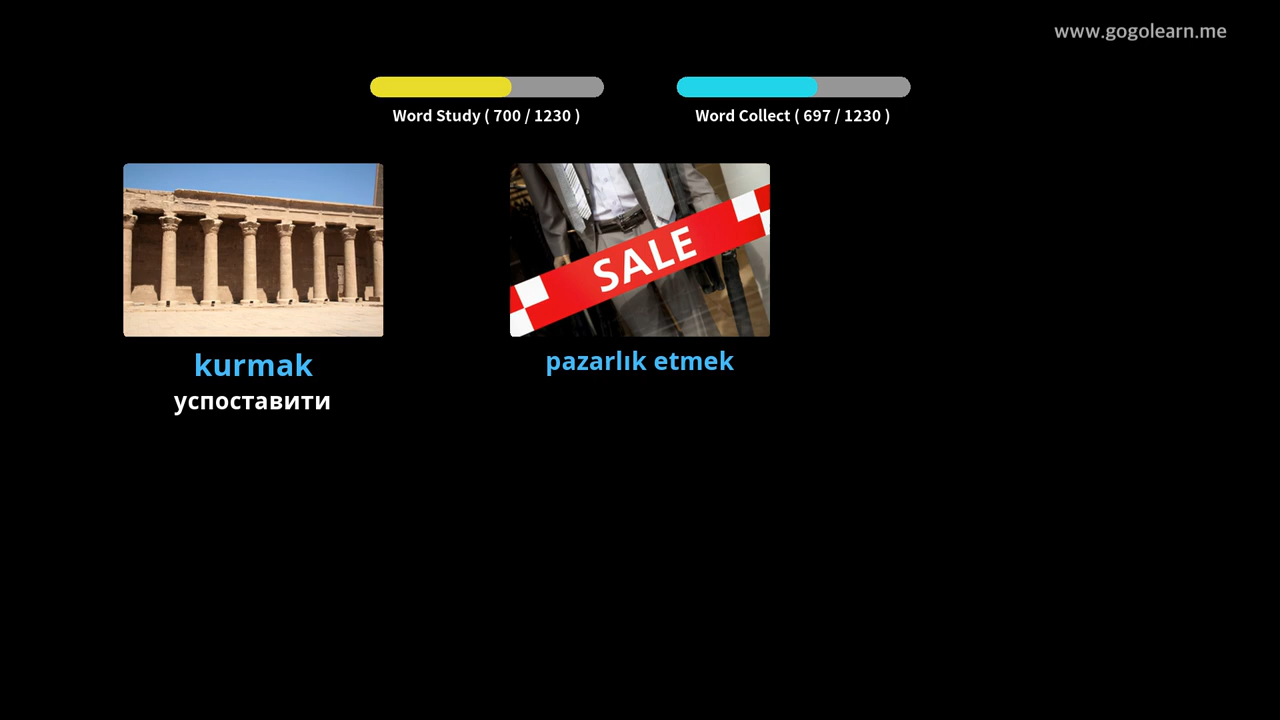 www.gogolearn.me
Word Study ( 700 / 1230 )
Word Collect ( 697 / 1230 )
SALE
kurmak
успоставити
pazarlık etmek